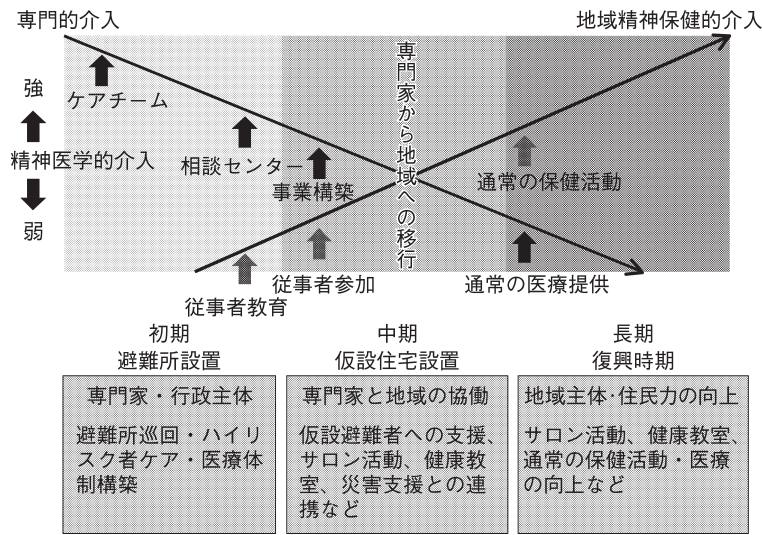 専門的介入
地域精神保健的介入
強
精神医学的介入
弱
ケアチーム
相談センター
事業構築
専門家から地域への移行
通常の保健活動
従事者教育
従事者参加
通常の医療提供
初期
避難所設置
中期
仮設住宅設置
長期
復興時期
専門家・行政主体
避難所巡回・ハイリ
スク者ケア・医療体
制構築
専門家と地域の協働
仮設避難者への支援、
サロン活動、健康教
室、災害支援との連
携など
地域主体・住民力の向上
サロン活動、健康教室、
通常の保健活動・医療
の向上など